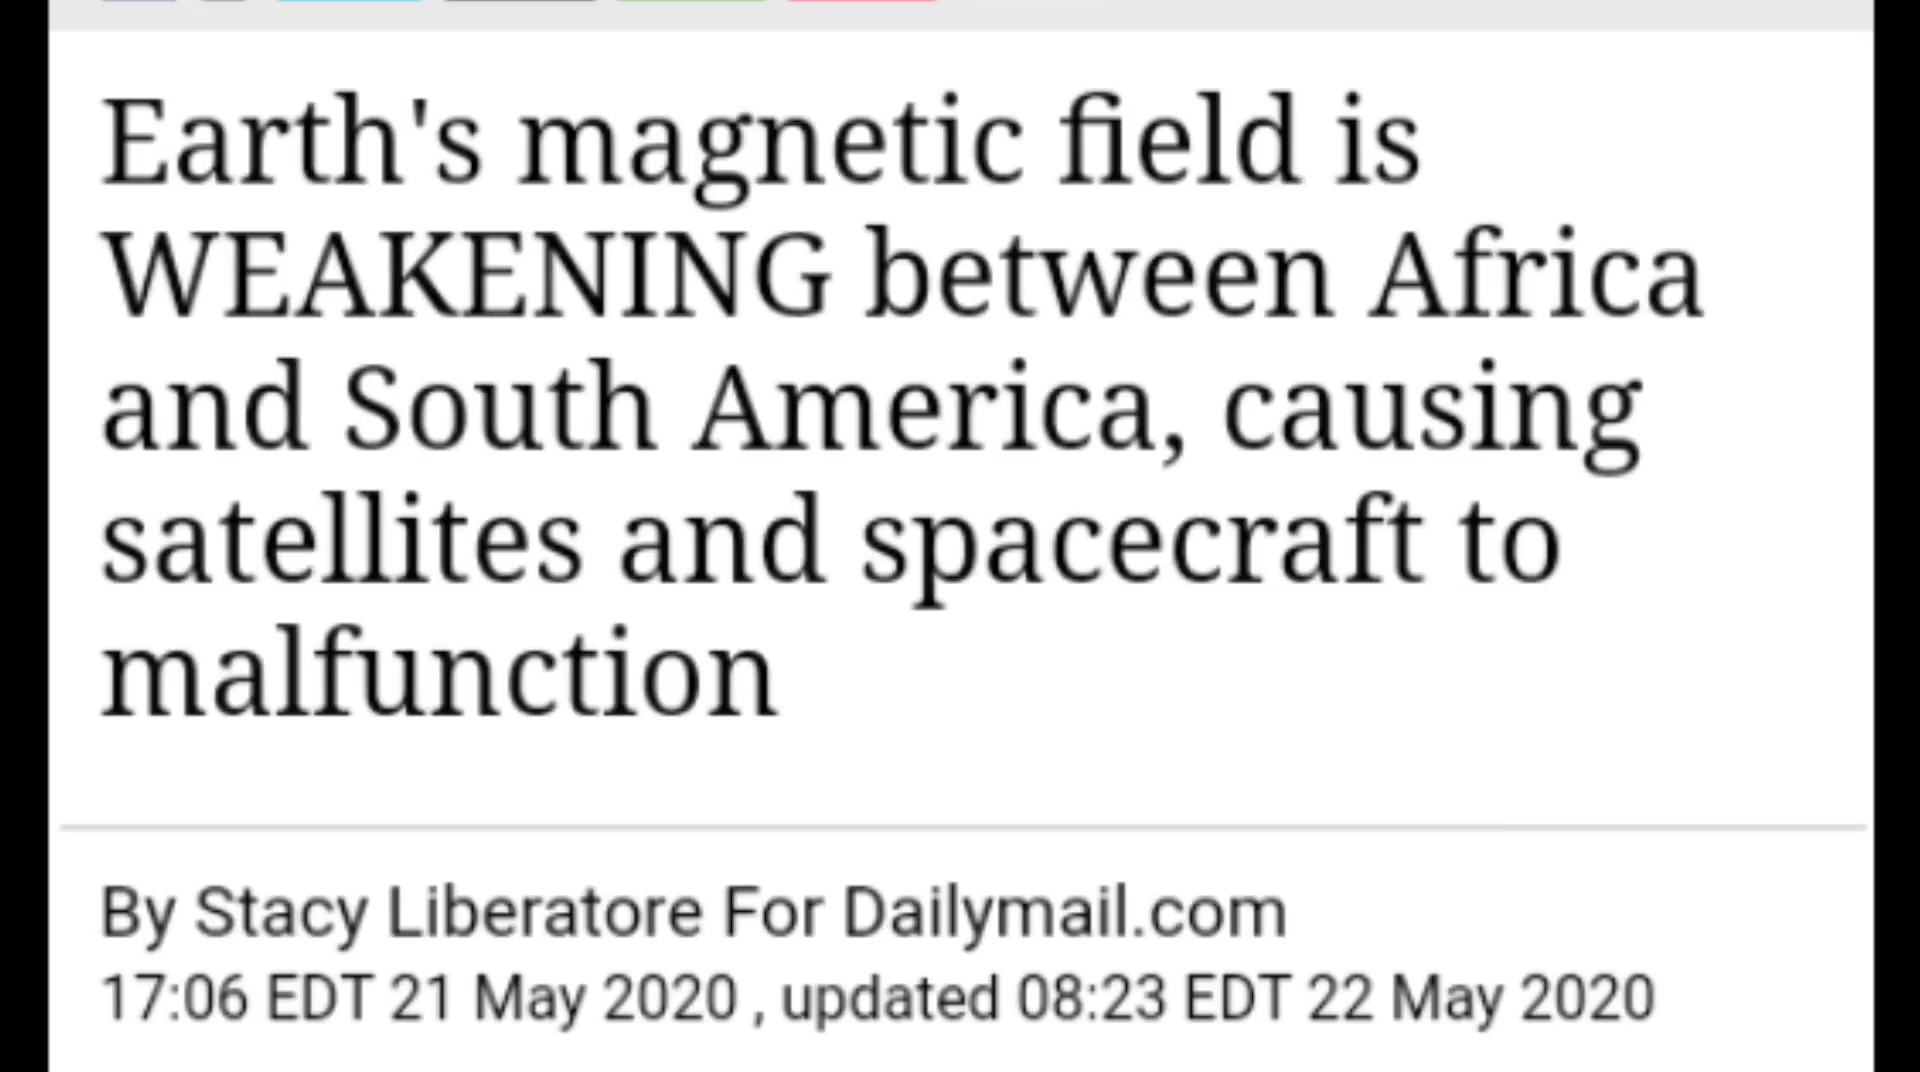 Earth's magnetic field is
WEAKENING between Africa
and South America, causing
satellites and spacecraft to
malfunction
By Stacy Liberatore For Dailymail.com
17:06 EDT 21 May 2020 , updated 08:23 EDT 22 May 2020